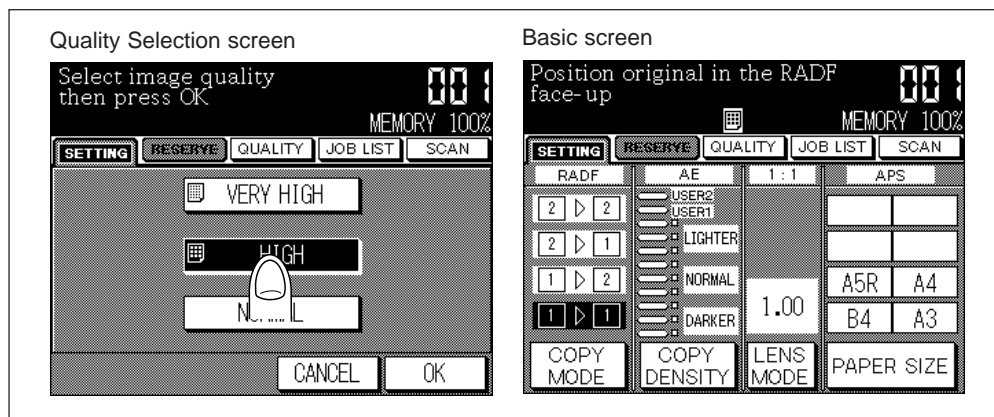 Quality Selection screen
Select image quality
then press OK
001
MEMORY 100%
SETTING RESERVE QUALITY JOB LIST SCAN
VERY HIGH
HIGH
CANCEL OK
Basic screen
Position original in the RADF
face-up
001
MEMORY 100%
SETTING RESERVE QUALITY JOB LIST SCAN
RADF AE 1:1 APS
2 ▷ 2
USER2
USER1
2 ▷ 1
LIGHTER
1 ▷ 2
NORMAL
A5R A4
1 ▷ 1
DARKER
1.00
B4 A3
COPY
MODE
COPY
DENSITY
LENS
MODE
PAPER SIZE